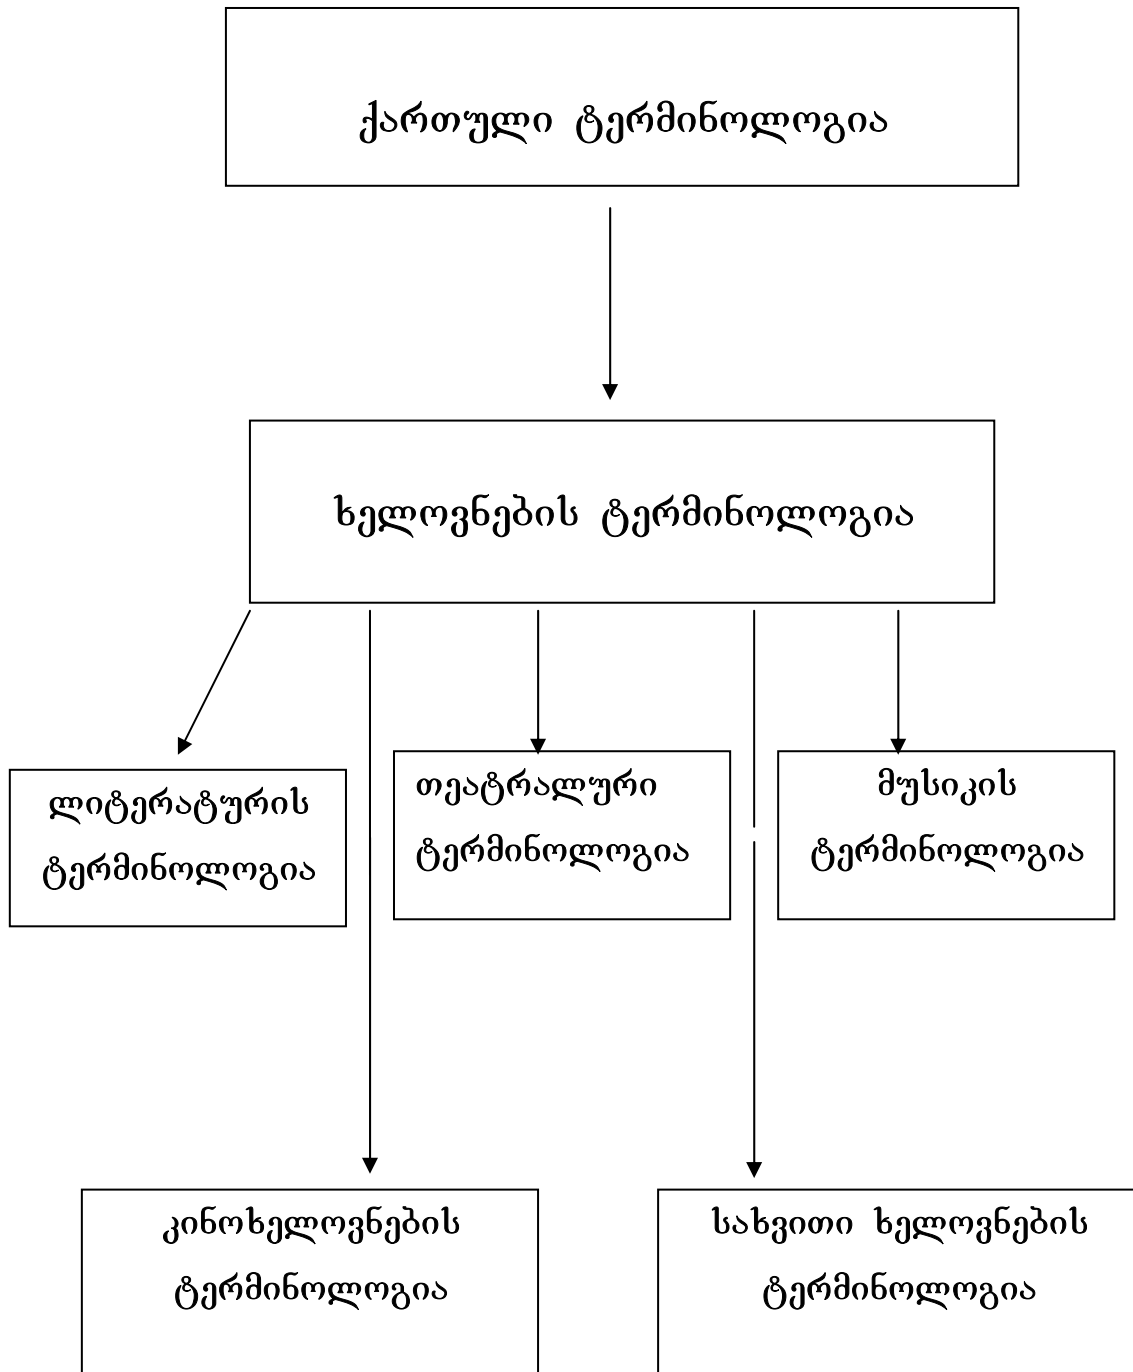 ქართული ტერმინოლოგია
ხელოვნების ტერმინოლოგია
ლიტერატურის
ტერმინოლოგია
თეატრალური
ტერმინოლოგია
მუსიკის
ტერმინოლოგია
კინოხელოვნების
ტერმინოლოგია
სახვითი ხელოვნების
ტერმინოლოგია